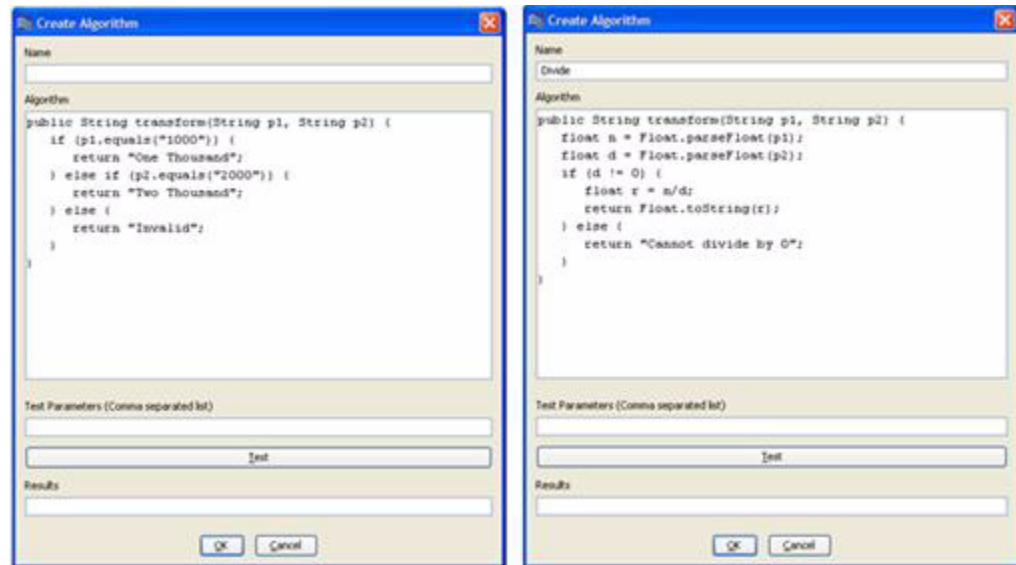 Create Algorithm
Name
Algorithm
public String transform(String p1, String p2) {
if (p1.equals("1000")) {
return "One Thousand";
} else if (p2.equals("2000")) {
return "Two Thousand";
} else {
return "Invalid";
}
}
Test Parameters (Comma separated list)
Test
Results
OK Cancel
Create Algorithm
Name
Divide
Algorithm
public String transform(String p1, String p2) {
float n = Float.parseFloat(p1);
float d = Float.parseFloat(p2);
if (d != 0) {
float r = n/d;
return Float.toString(r);
} else {
return "Cannot divide by 0";
}
}
Test Parameters (Comma separated list)
Test
Results
OK Cancel